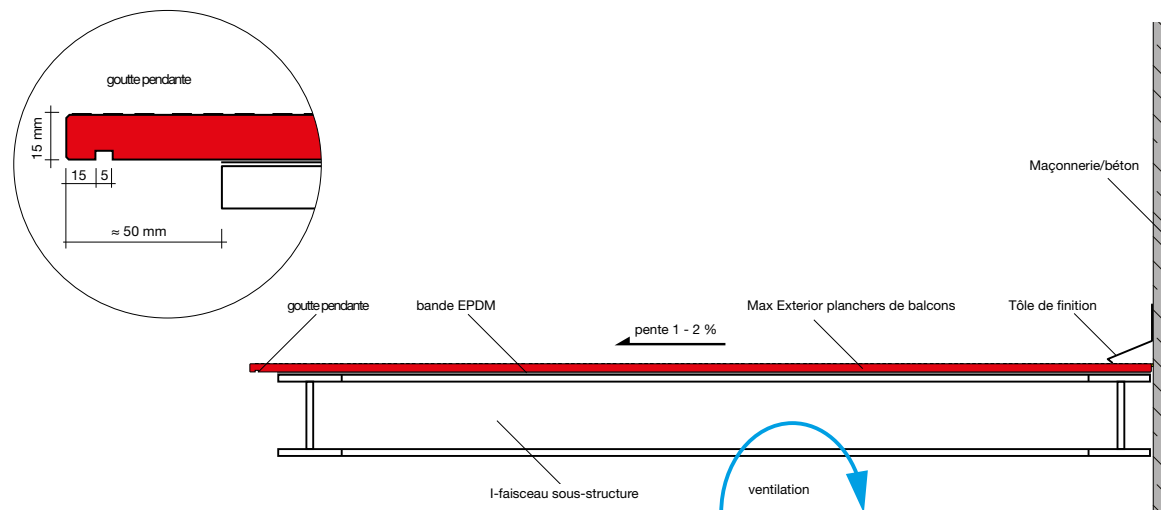 goutte pendante
15 mm
15
5
≈ 50 mm
Maçonnerie/béton
goutte pendante
bande EPDM
Max Exterior planchers de balcons
Tôle de finition
pente 1 - 2 %
I-faisceau sous-structure
ventilation